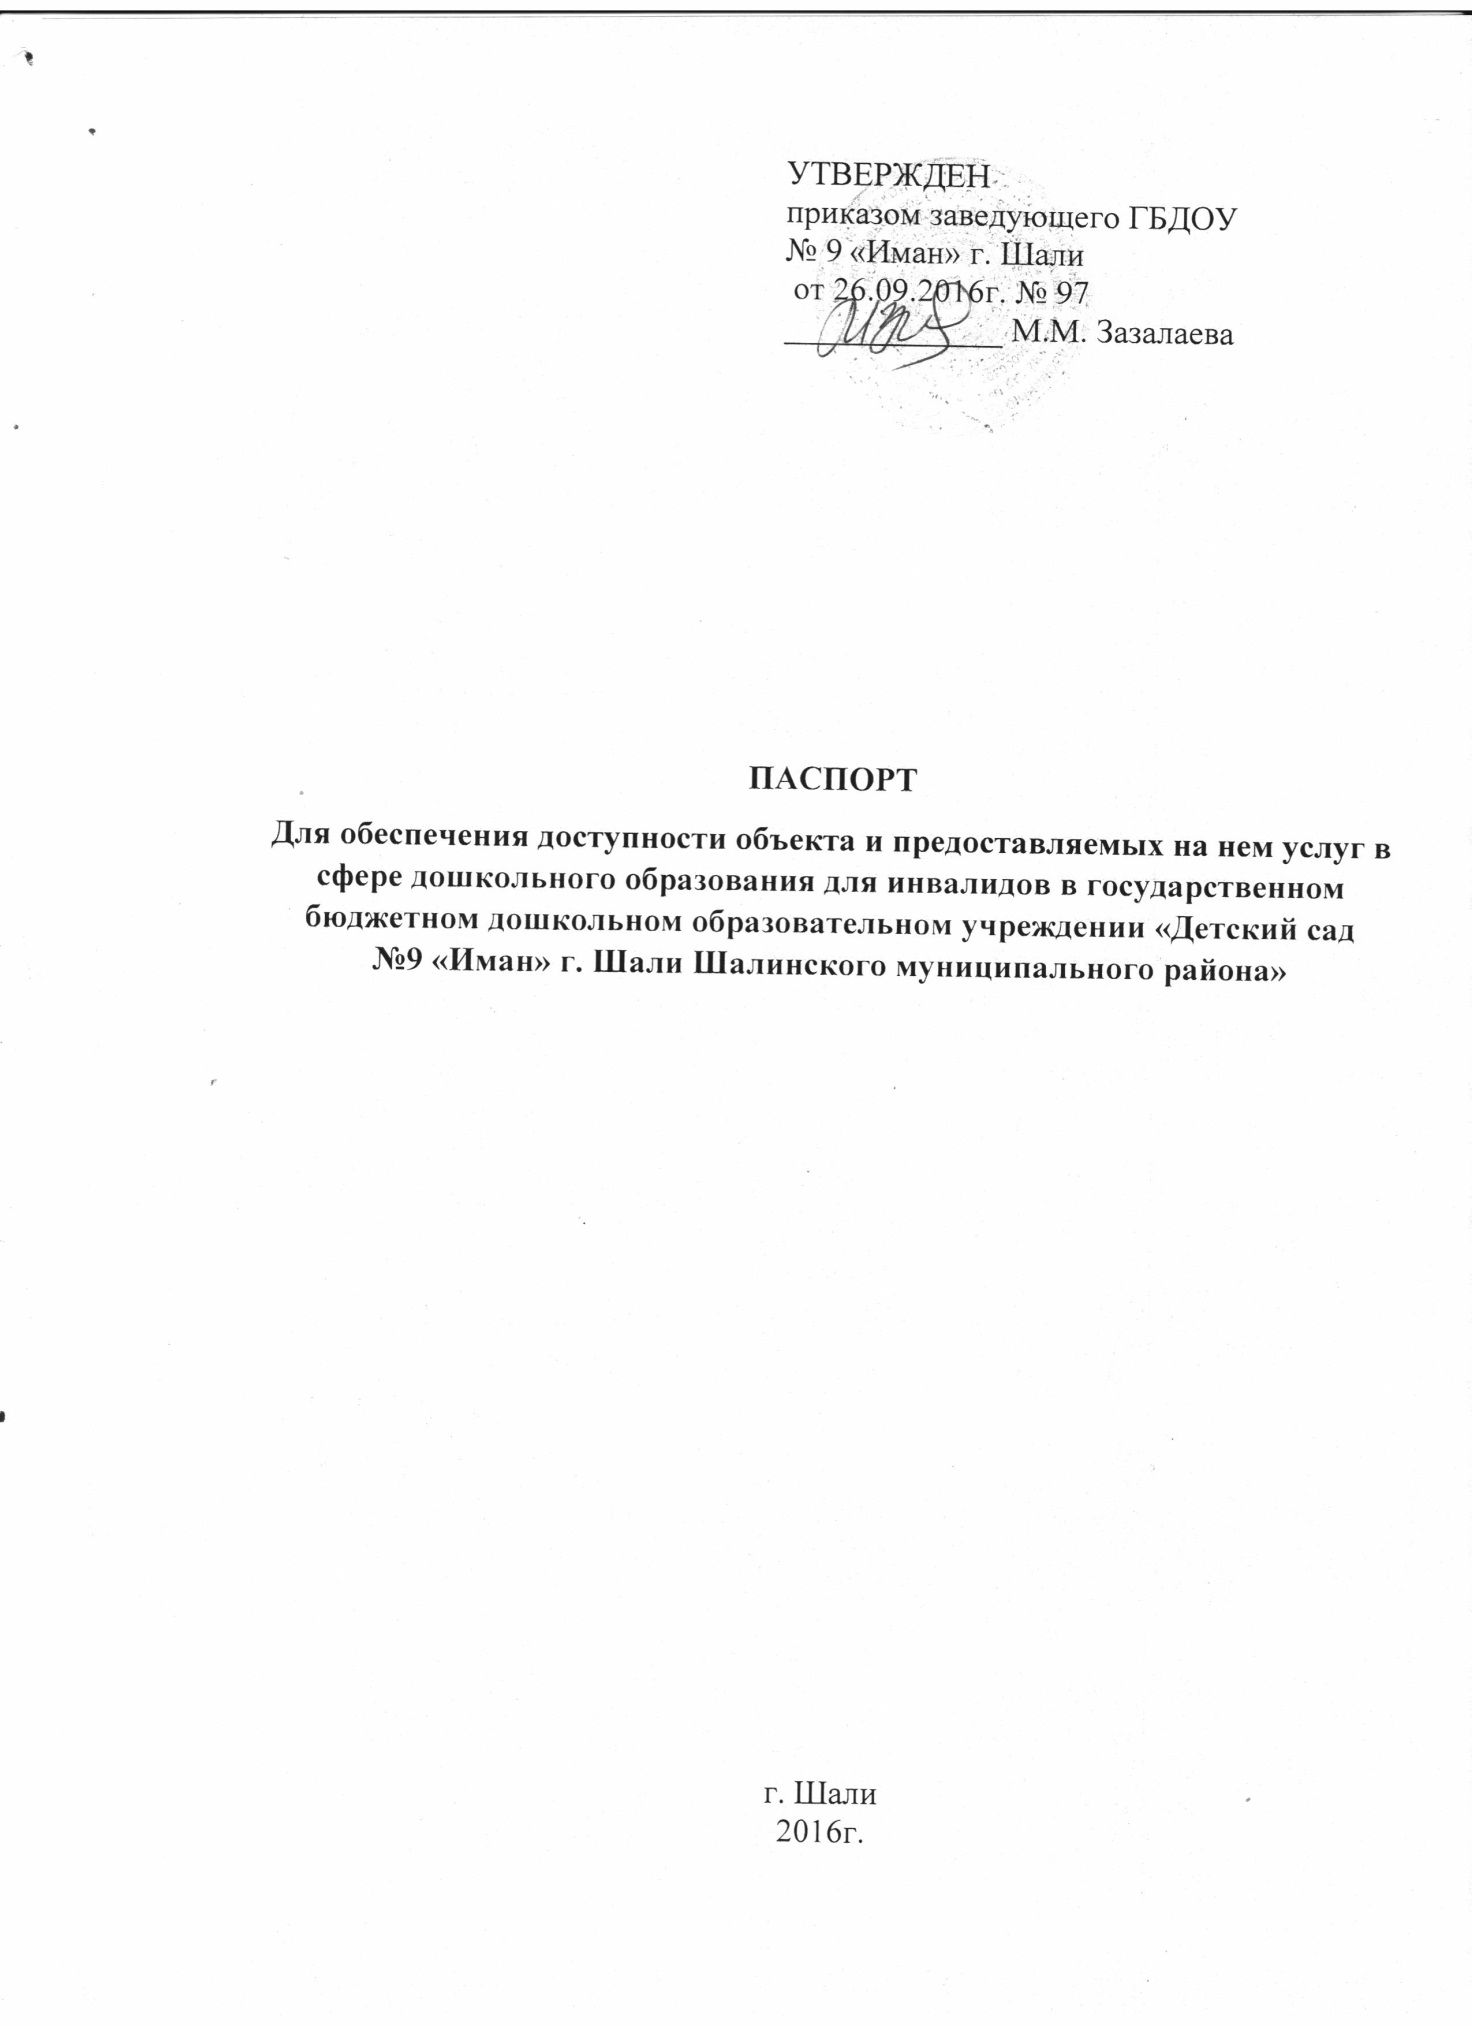 УТВЕРЖДЕН
приказом заведующего ГБДОУ
№ 9 «Иман» г. Шали
от 26.09.2016г. № 97
______________ М.М. Зазалаева
ПАСПОРТ
Для обеспечения доступности объекта и предоставляемых на нем услуг в
сфере дошкольного образования для инвалидов в государственном
бюджетном дошкольном образовательном учреждении «Детский сад
№9 «Иман» г. Шали Шалинского муниципального района»
г. Шали
2016г.